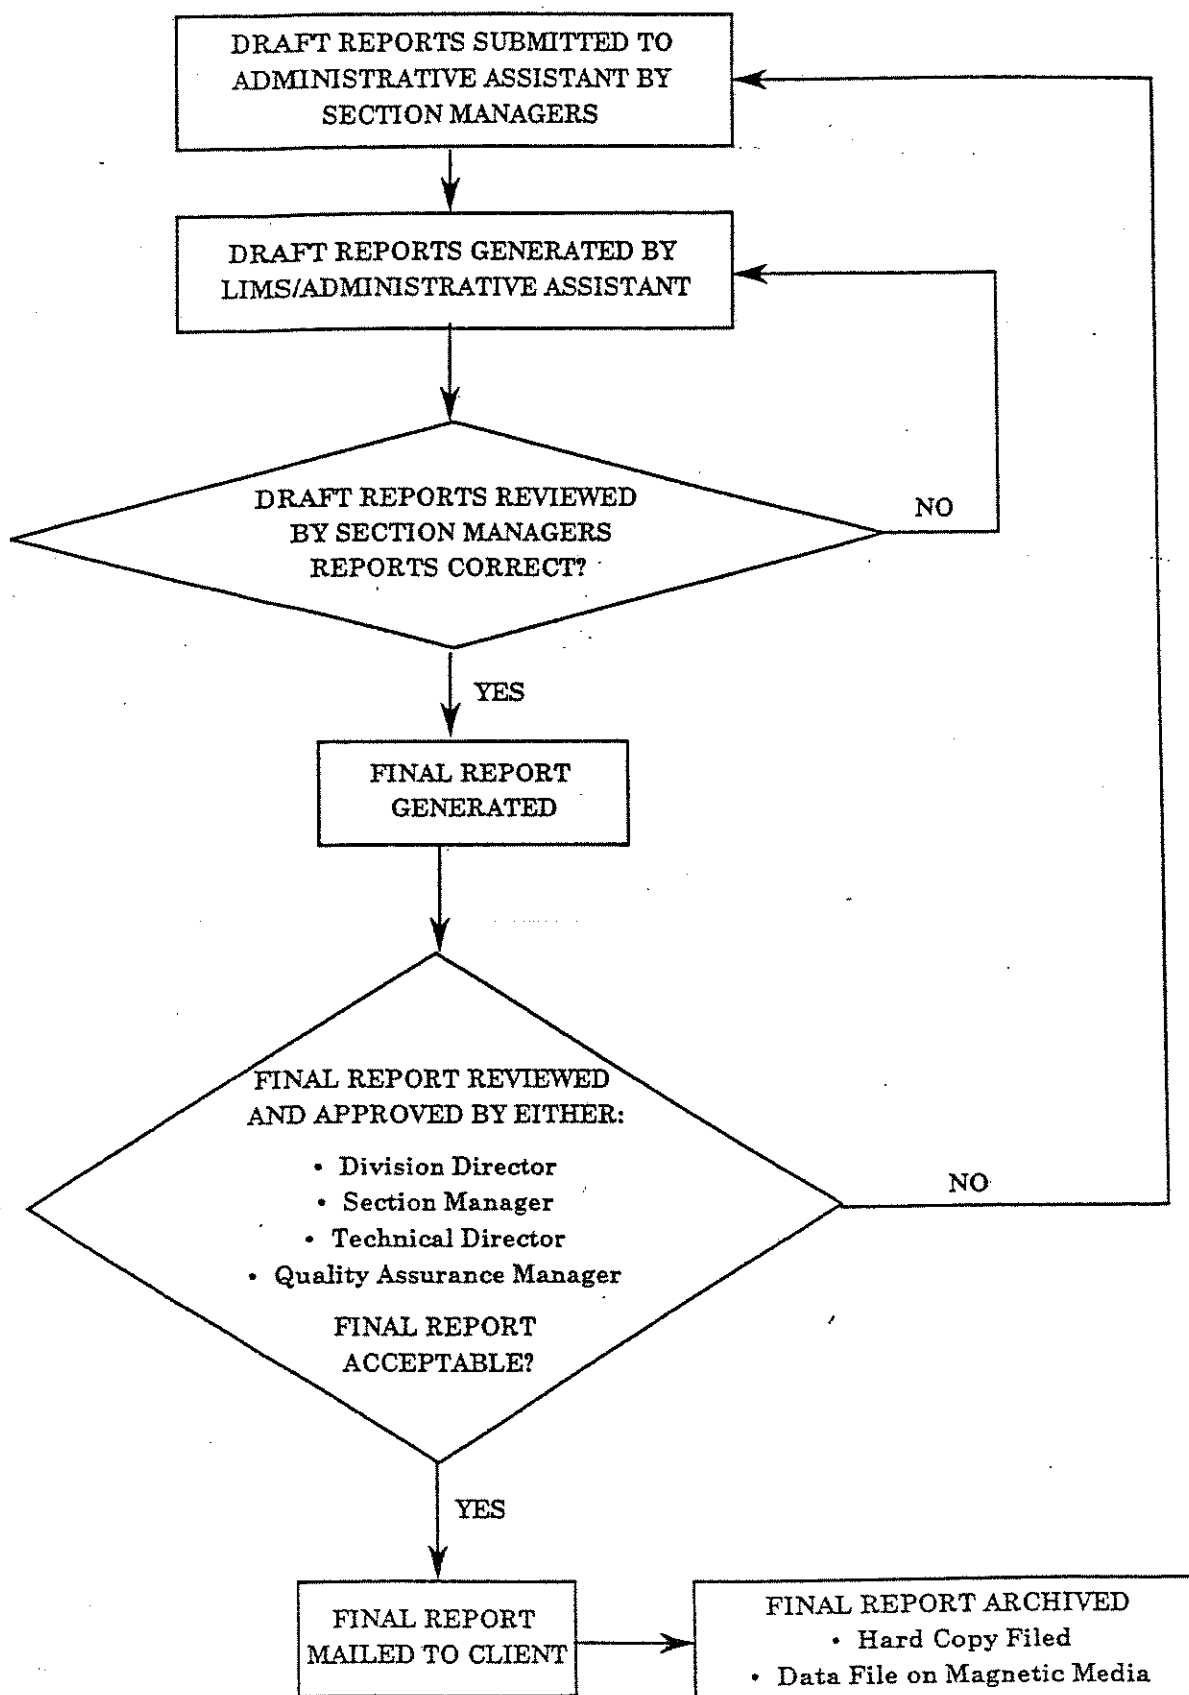 DRAFT REPORTS SUBMITTED TO
ADMINISTRATIVE ASSISTANT BY
SECTION MANAGERS
DRAFT REPORTS GENERATED BY
LIMS/ADMINISTRATIVE ASSISTANT
DRAFT REPORTS REVIEWED
BY SECTION MANAGERS
REPORTS CORRECT?
NO
YES
FINAL REPORT
GENERATED
FINAL REPORT REVIEWED
AND APPROVED BY EITHER:
• Division Director
• Section Manager
• Technical Director
• Quality Assurance Manager
FINAL REPORT
ACCEPTABLE?
NO
YES
FINAL REPORT
MAILED TO CLIENT
FINAL REPORT ARCHIVED
• Hard Copy Filed
• Data File on Magnetic Media